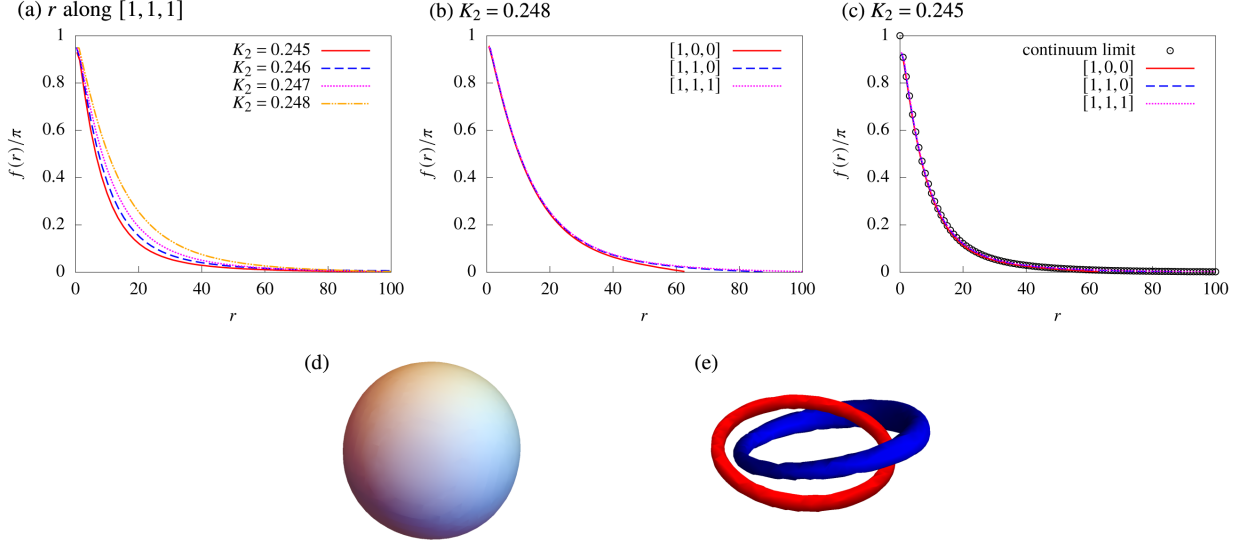 (a) r along [1, 1, 1]
f(r)/π
1
0.8
0.6
0.4
0.2
0
0 20 40 60 80 100
r
K₂ = 0.245
K₂ = 0.246
K₂ = 0.247
K₂ = 0.248
(b) K₂ = 0.248
f(r)/π
1
0.8
0.6
0.4
0.2
0
0 20 40 60 80 100
r
[1, 0, 0]
[1, 1, 0]
[1, 1, 1]
(c) K₂ = 0.245
f(r)/π
1
0.8
0.6
0.4
0.2
0
0 20 40 60 80 100
r
continuum limit
[1, 0, 0]
[1, 1, 0]
[1, 1, 1]
(d)
(e)